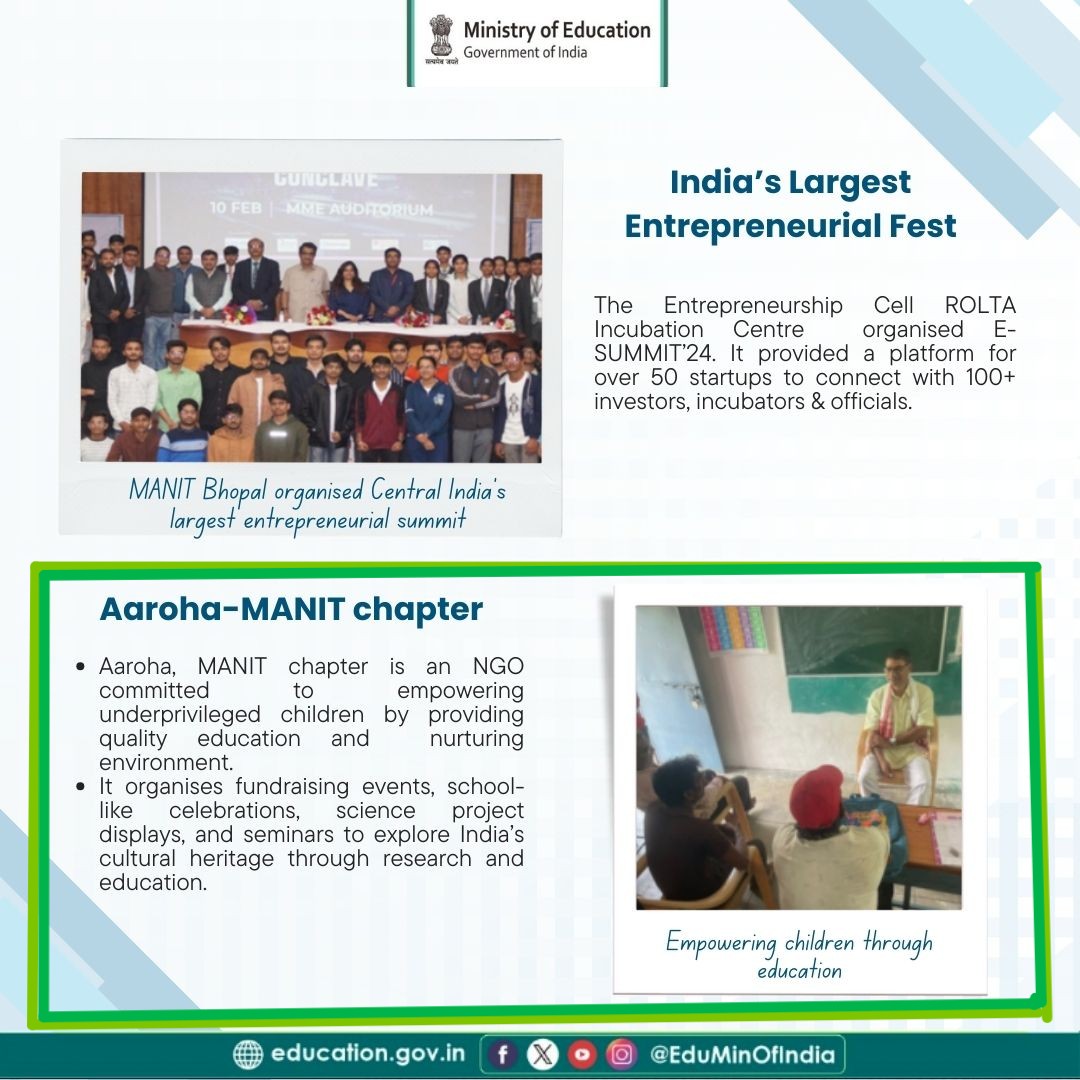 Ministry of Education
Government of India
सत्यमेव जयते
CONCLAVE
10 FEB | MME AUDITORIUM
MANIT Bhopal organised Central India's
largest entrepreneurial summit
India's Largest
Entrepreneurial Fest
The Entrepreneurship Cell ROLTA
Incubation Centre organised E-
SUMMIT'24. It provided a platform for
over 50 startups to connect with 100+
investors, incubators & officials.
Aaroha-MANIT chapter
• Aaroha, MANIT chapter is an NGO
committed to empowering
underprivileged children by providing
quality education and nurturing
environment.
• It organises fundraising events, school-
like celebrations, science project
displays, and seminars to explore India's
cultural heritage through research and
education.
Empowering children through
education
education.gov.in
@EduMinOfIndia